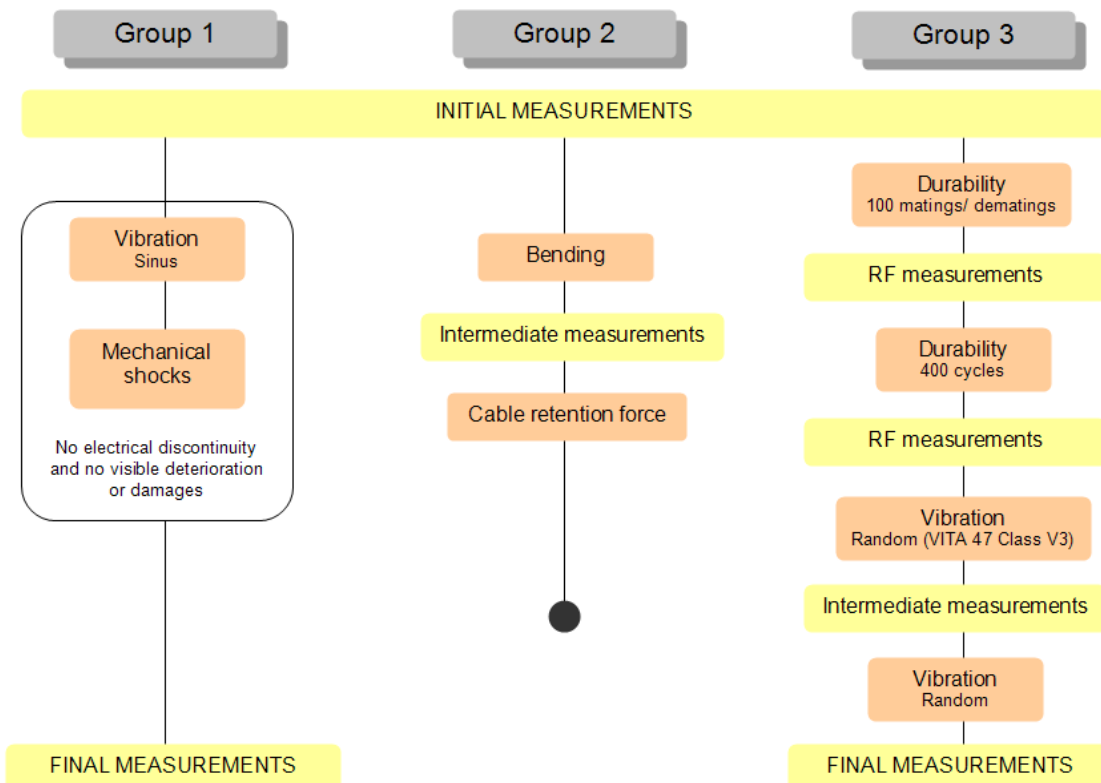 Group 1
Group 2
Group 3
INITIAL MEASUREMENTS
Vibration
Sinus
Mechanical
shocks
No electrical discontinuity
and no visible deterioration
or damages
FINAL MEASUREMENTS
Bending
Intermediate measurements
Cable retention force
Durability
100 matings/ dematings
RF measurements
Durability
400 cycles
RF measurements
Vibration
Random (VITA 47 Class V3)
Intermediate measurements
Vibration
Random
FINAL MEASUREMENTS